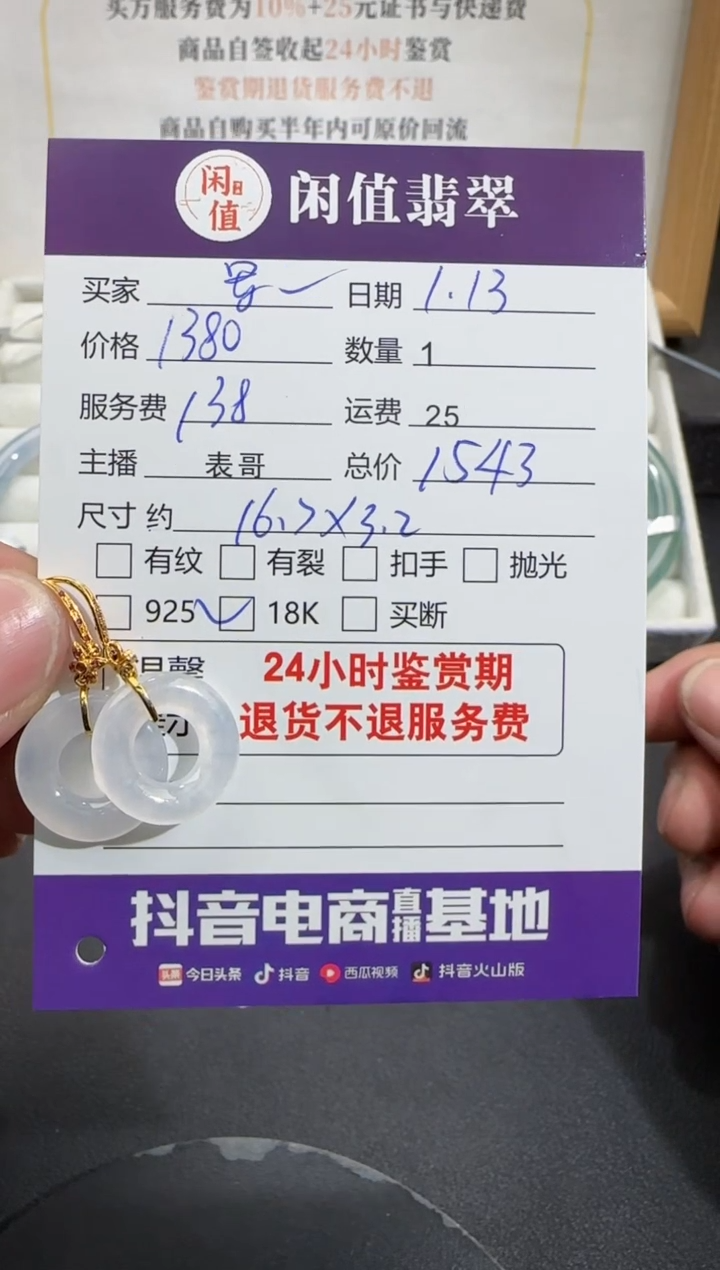 买方服务费为10%+25元证书与快递费
商品自签收起24小时鉴赏
鉴赏期退货服务费不退
商品自购买半年内可原价回流
闲值
闲值翡翠
买家 日期 1.13
价格 1380 数量 1
服务费 138 运费 25
主播 表哥 总价 1543
尺寸 约 16.7X3.2
有纹 有裂 扣手 抛光
925 18K 买断
24小时鉴赏期
退货不退服务费
抖音电商直播基地
头条 今日头条 抖音 西瓜视频 抖音火山版